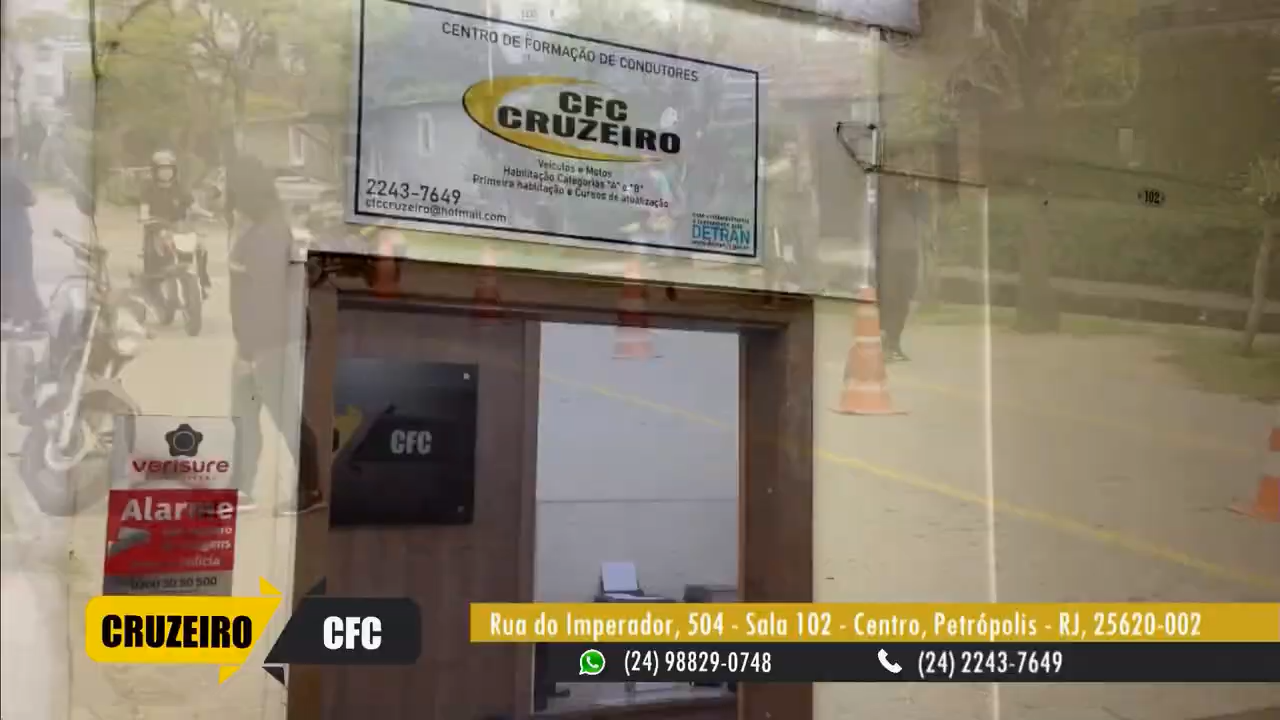 CENTRO DE FORMAÇÃO DE CONDUTORES
CFC
CRUZEIRO
Veículos e Motos
Habilitação Categorias "A" e "B"
Primeira habilitação e Cursos de atualização
2243-7649
cfccruzeiro@hotmail.com
DETRAN
102
CFC
verisure
Alarme
CRUZEIRO
CFC
Rua do Imperador, 504 - Sala 102 - Centro, Petrópolis - RJ, 25620-002
(24) 98829-0748
(24) 2243-7649